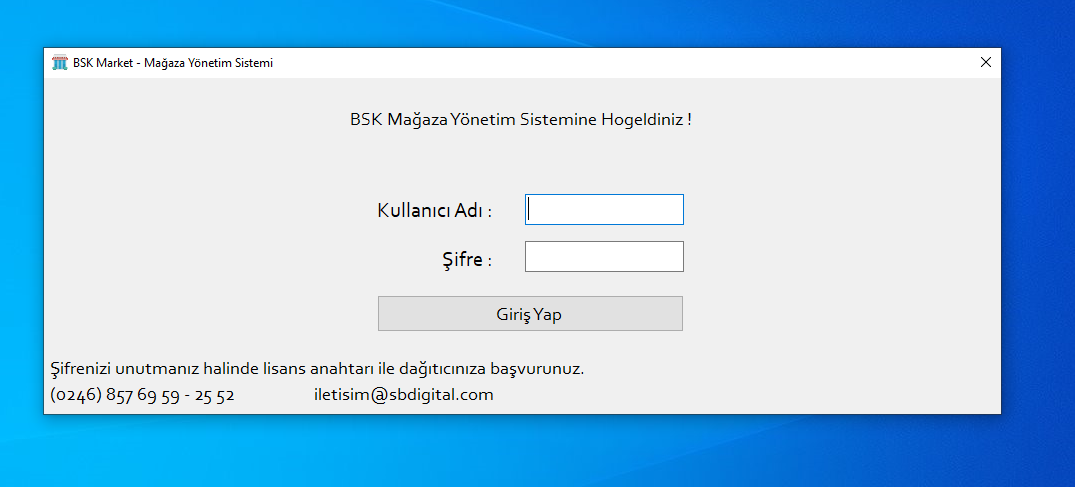 BSK Market - Mağaza Yönetim Sistemi
BSK Mağaza Yönetim Sistemine Hogeldiniz !
Kullanıcı Adı :
Şifre :
Giriş Yap
Şifrenizi unutmanız halinde lisans anahtarı ile dağıtıcınıza başvurunuz.
(0246) 857 69 59 - 25 52 iletisim@sbdigital.com